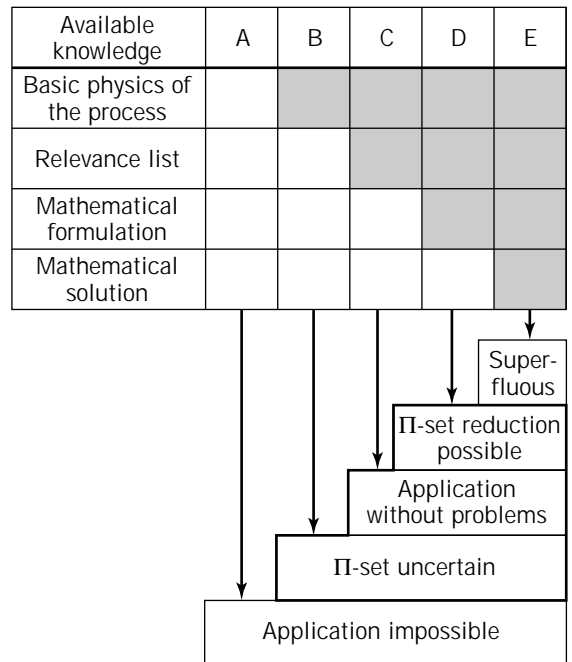 Available
knowledge
A
B
C
D
E
Basic physics of
the process
Relevance list
Mathematical
formulation
Mathematical
solution
Super-
fluous
Π-set reduction
possible
Application
without problems
Π-set uncertain
Application impossible